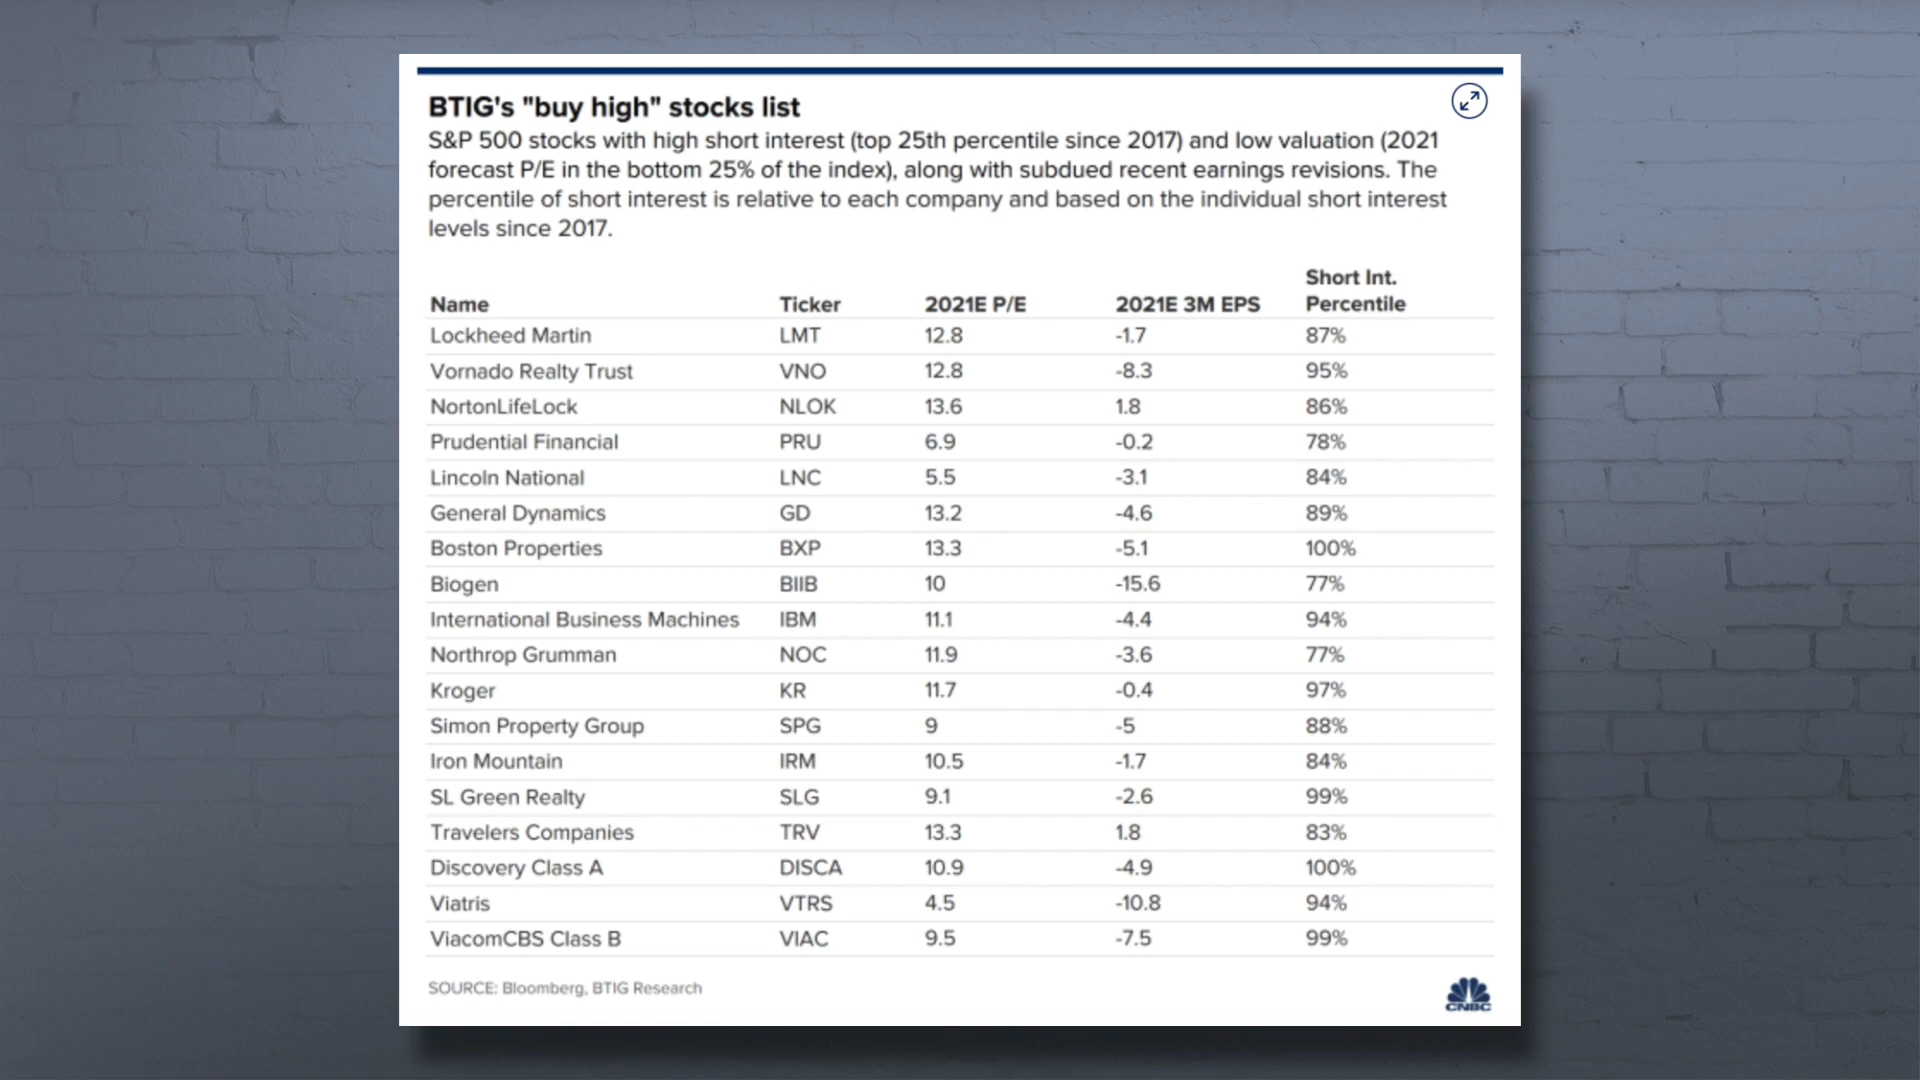 BTIG's "buy high" stocks list
S&P 500 stocks with high short interest (top 25th percentile since 2017) and low valuation (2021
forecast P/E in the bottom 25% of the index), along with subdued recent earnings revisions. The
percentile of short interest is relative to each company and based on the individual short interest
levels since 2017.
Short Int.
Name Ticker 2021E P/E 2021E 3M EPS Percentile
Lockheed Martin LMT 12.8 -1.7 87%
Vornado Realty Trust VNO 12.8 -8.3 95%
NortonLifeLock NLOK 13.6 1.8 86%
Prudential Financial PRU 6.9 -0.2 78%
Lincoln National LNC 5.5 -3.1 84%
General Dynamics GD 13.2 -4.6 89%
Boston Properties BXP 13.3 -5.1 100%
Biogen BIIB 10 -15.6 77%
International Business Machines IBM 11.1 -4.4 94%
Northrop Grumman NOC 11.9 -3.6 77%
Kroger KR 11.7 -0.4 97%
Simon Property Group SPG 9 -5 88%
Iron Mountain IRM 10.5 -1.7 84%
SL Green Realty SLG 9.1 -2.6 99%
Travelers Companies TRV 13.3 1.8 83%
Discovery Class A DISCA 10.9 -4.9 100%
Viatris VTRS 4.5 -10.8 94%
ViacomCBS Class B VIAC 9.5 -7.5 99%
SOURCE: Bloomberg, BTIG Research
CNBC